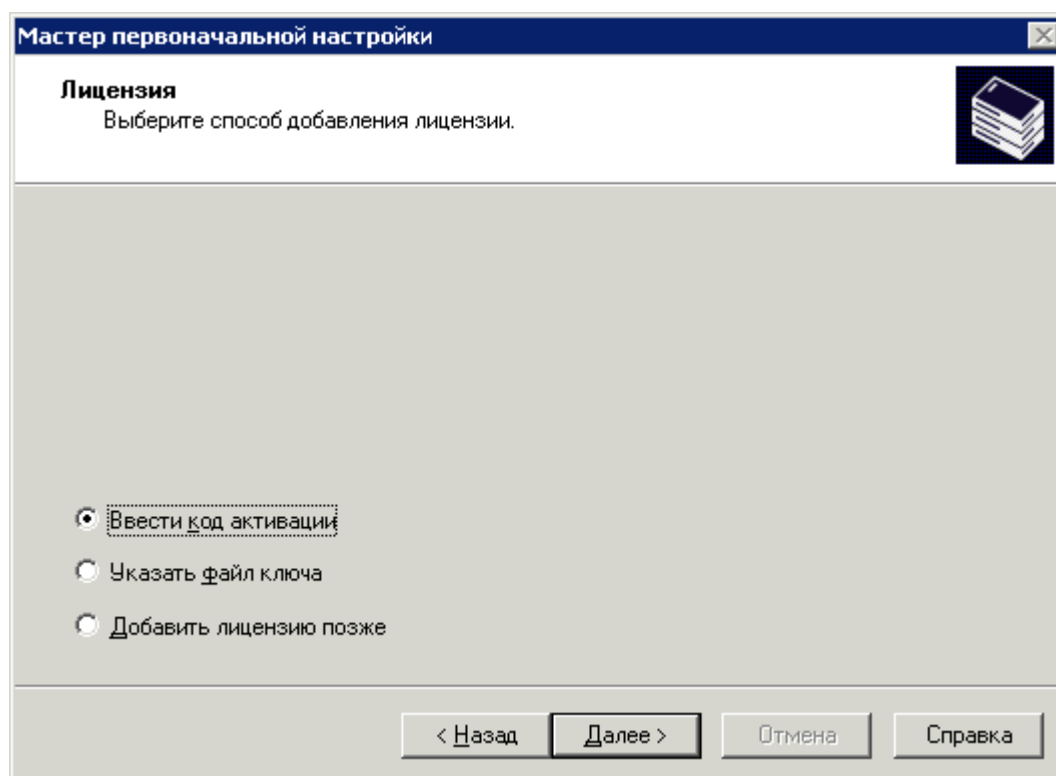 Мастер первоначальной настройки
Лицензия
Выберите способ добавления лицензии.
Ввести код активации
Указать файл ключа
Добавить лицензию позже
< Назад Далее > Отмена Справка